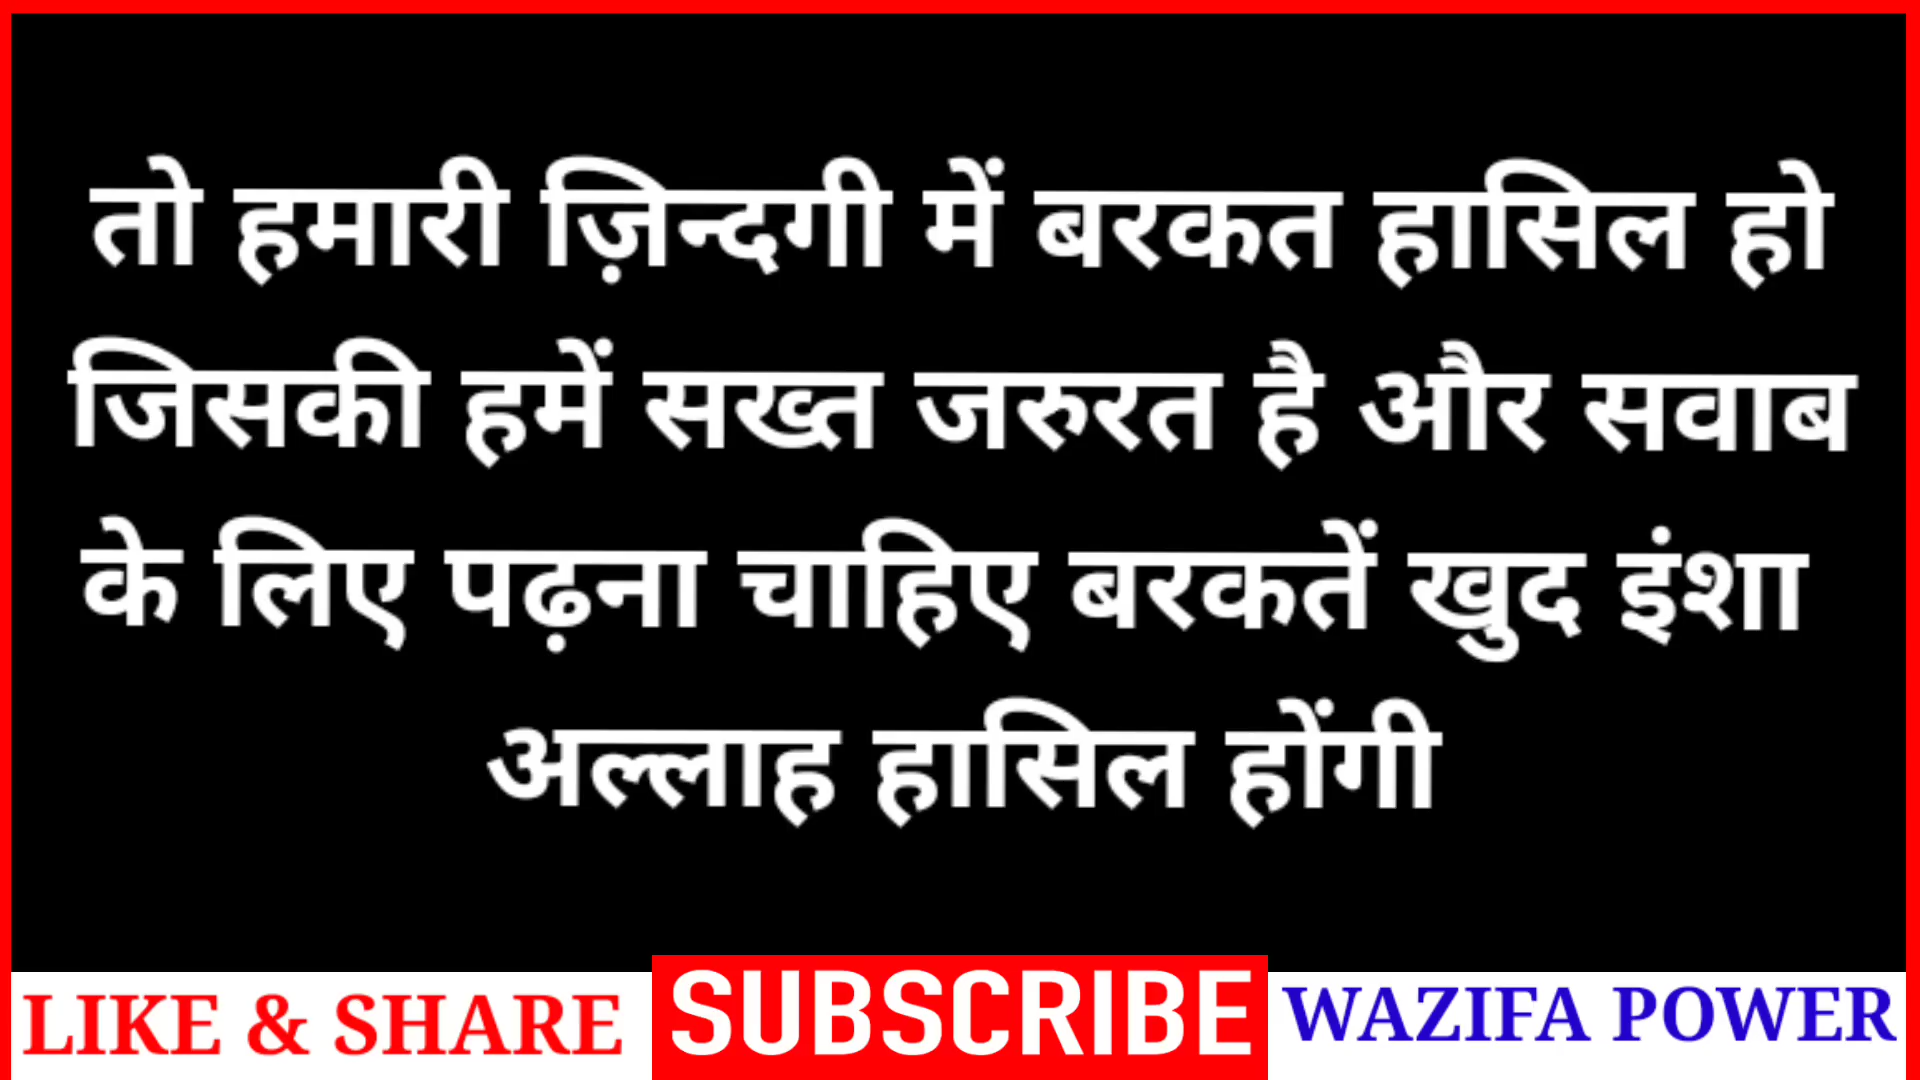 तो हमारी ज़िन्दगी में बरकत हासिल हो
जिसकी हमें सख्त जरुरत है और सवाब
के लिए पढ़ना चाहिए बरकतें खुद इंशा
अल्लाह हासिल होंगी
LIKE & SHARE SUBSCRIBE WAZIFA POWER